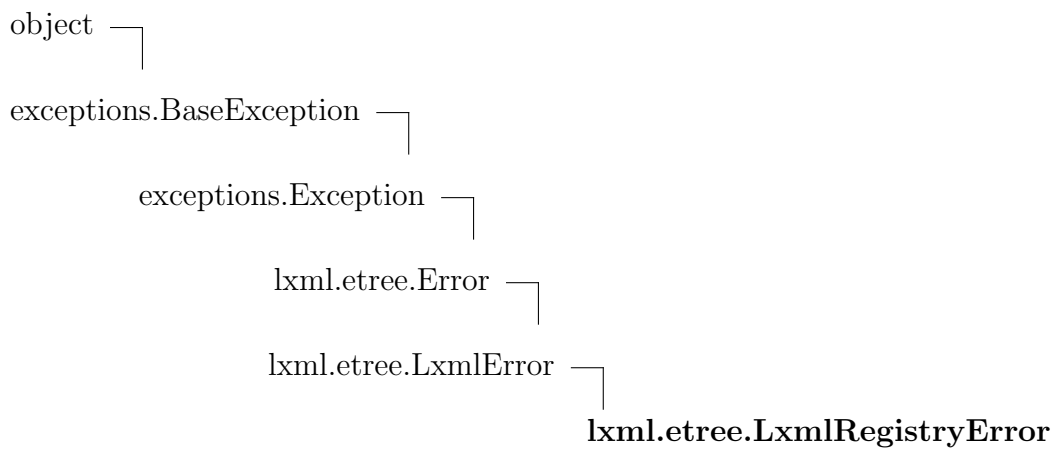 object
exceptions.BaseException
exceptions.Exception
lxml.etree.Error
lxml.etree.LxmlError
lxml.etree.LxmlRegistryError